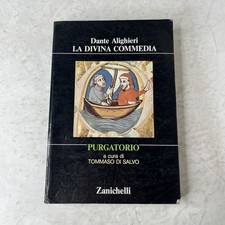 Dante Alighieri
LA DIVINA COMMEDIA
PURGATORIO
a cura di
TOMMASO DI SALVO
Zanichelli